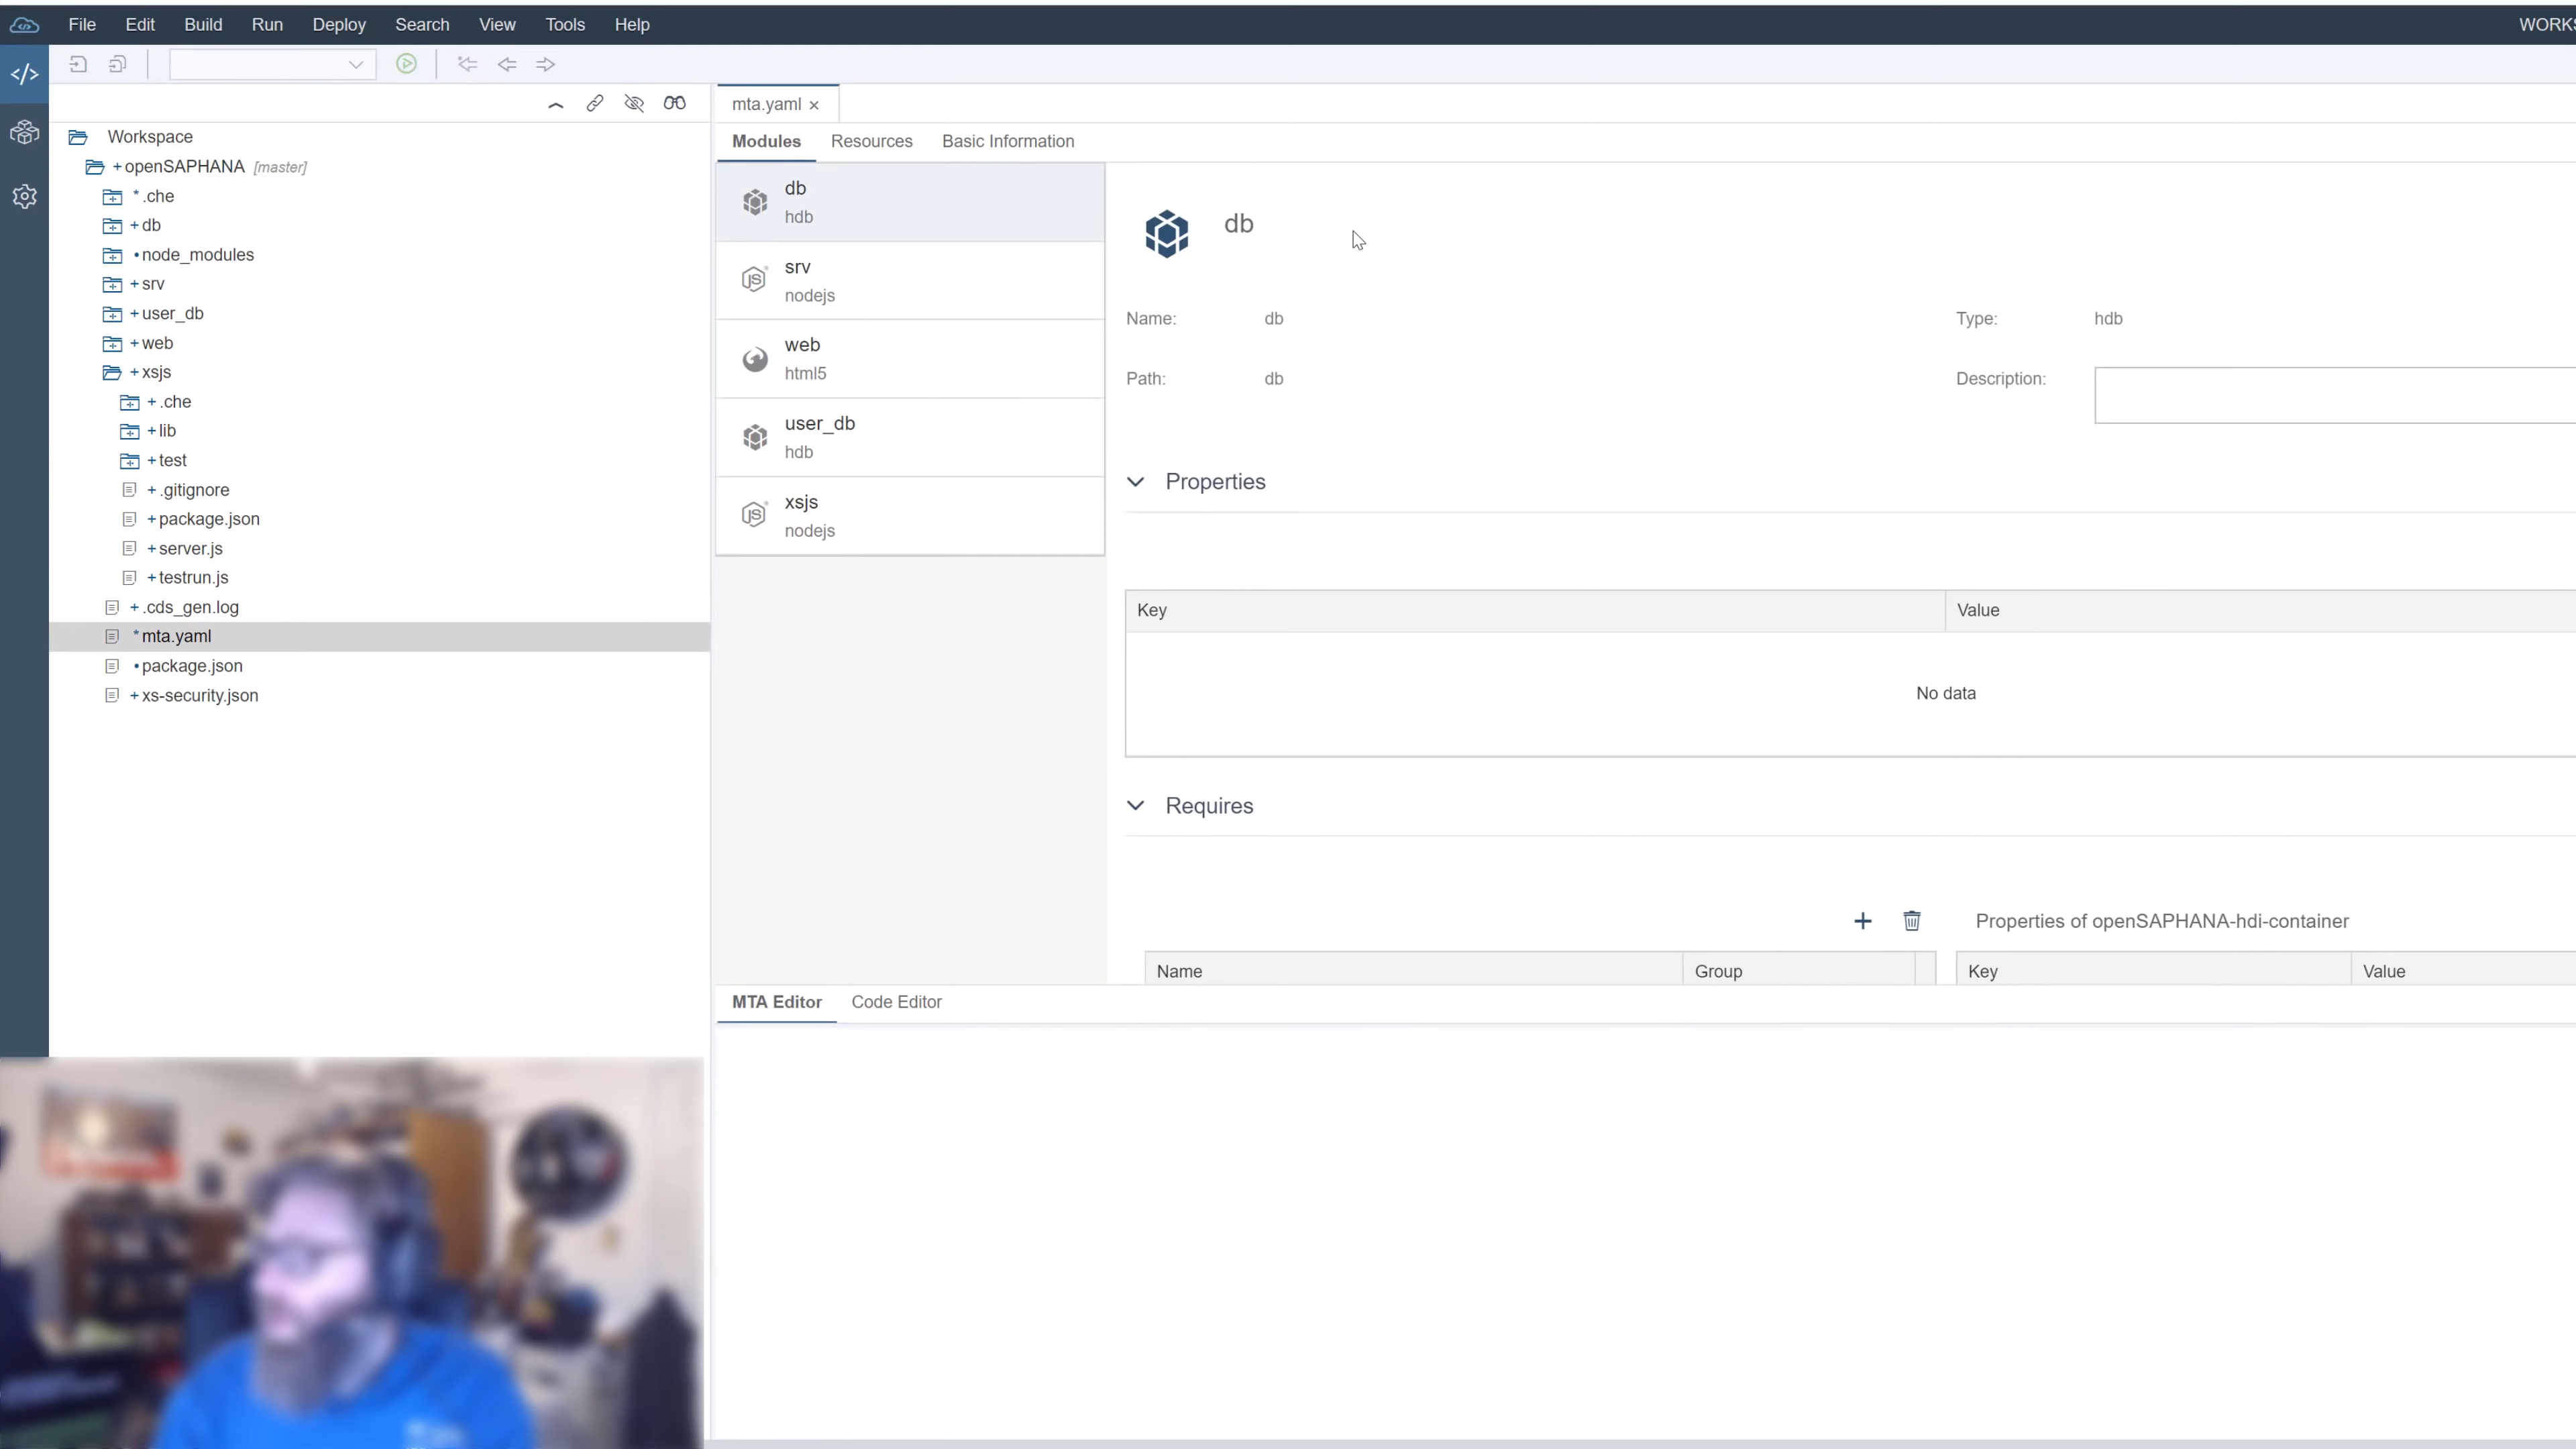 File Edit Build Run Deploy Search View Tools Help
WORKS
mta.yaml ×
Modules Resources Basic Information
Workspace
+ openSAPHANA [master]
* .che
+ db
• node_modules
+ srv
+ user_db
+ web
+ xsjs
+ .che
+ lib
+ test
+ .gitignore
+ package.json
+ server.js
+ testrun.js
+ .cds_gen.log
* mta.yaml
• package.json
+ xs-security.json
db
hdb
srv
nodejs
web
html5
user_db
hdb
xsjs
nodejs
db
Name: db
Type: hdb
Path: db
Description:
Properties
Key Value
No data
Requires
+ Properties of openSAPHANA-hdi-container
Name Group Key Value
MTA Editor Code Editor